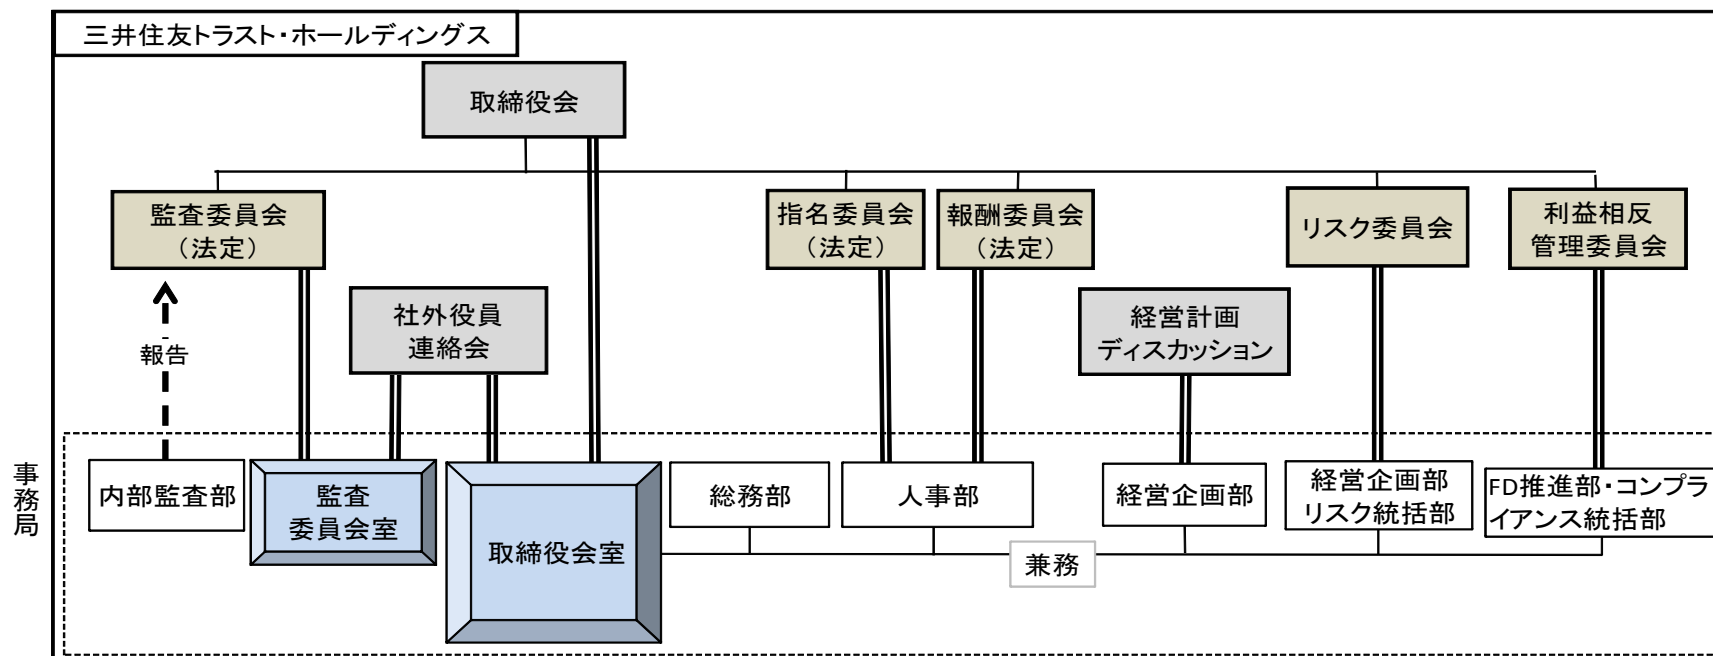 三井住友トラスト・ホールディングス
取締役会
監査委員会
（法定）
指名委員会
（法定）
報酬委員会
（法定）
リスク委員会
利益相反
管理委員会
社外役員
連絡会
経営計画
ディスカッション
報告
事務局
内部監査部
監査
委員会室
取締役会室
総務部
人事部
経営企画部
経営企画部
リスク統括部
FD推進部・コンプラ
イアンス統括部
兼務